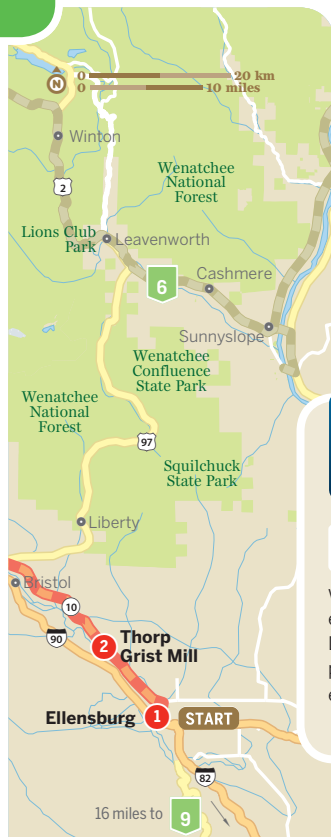 N
0 20 km
0 10 miles
Winton
2
Wenatchee
National
Forest
Lions Club
Park
Leavenworth
6
Cashmere
Sunnyslope
Wenatchee
Confluence
State Park
Wenatchee
National
Forest
97
Squilchuck
State Park
Liberty
Bristol
10
90
2
Thorp
Grist Mill
Ellensburg
1
START
82
16 miles to
9